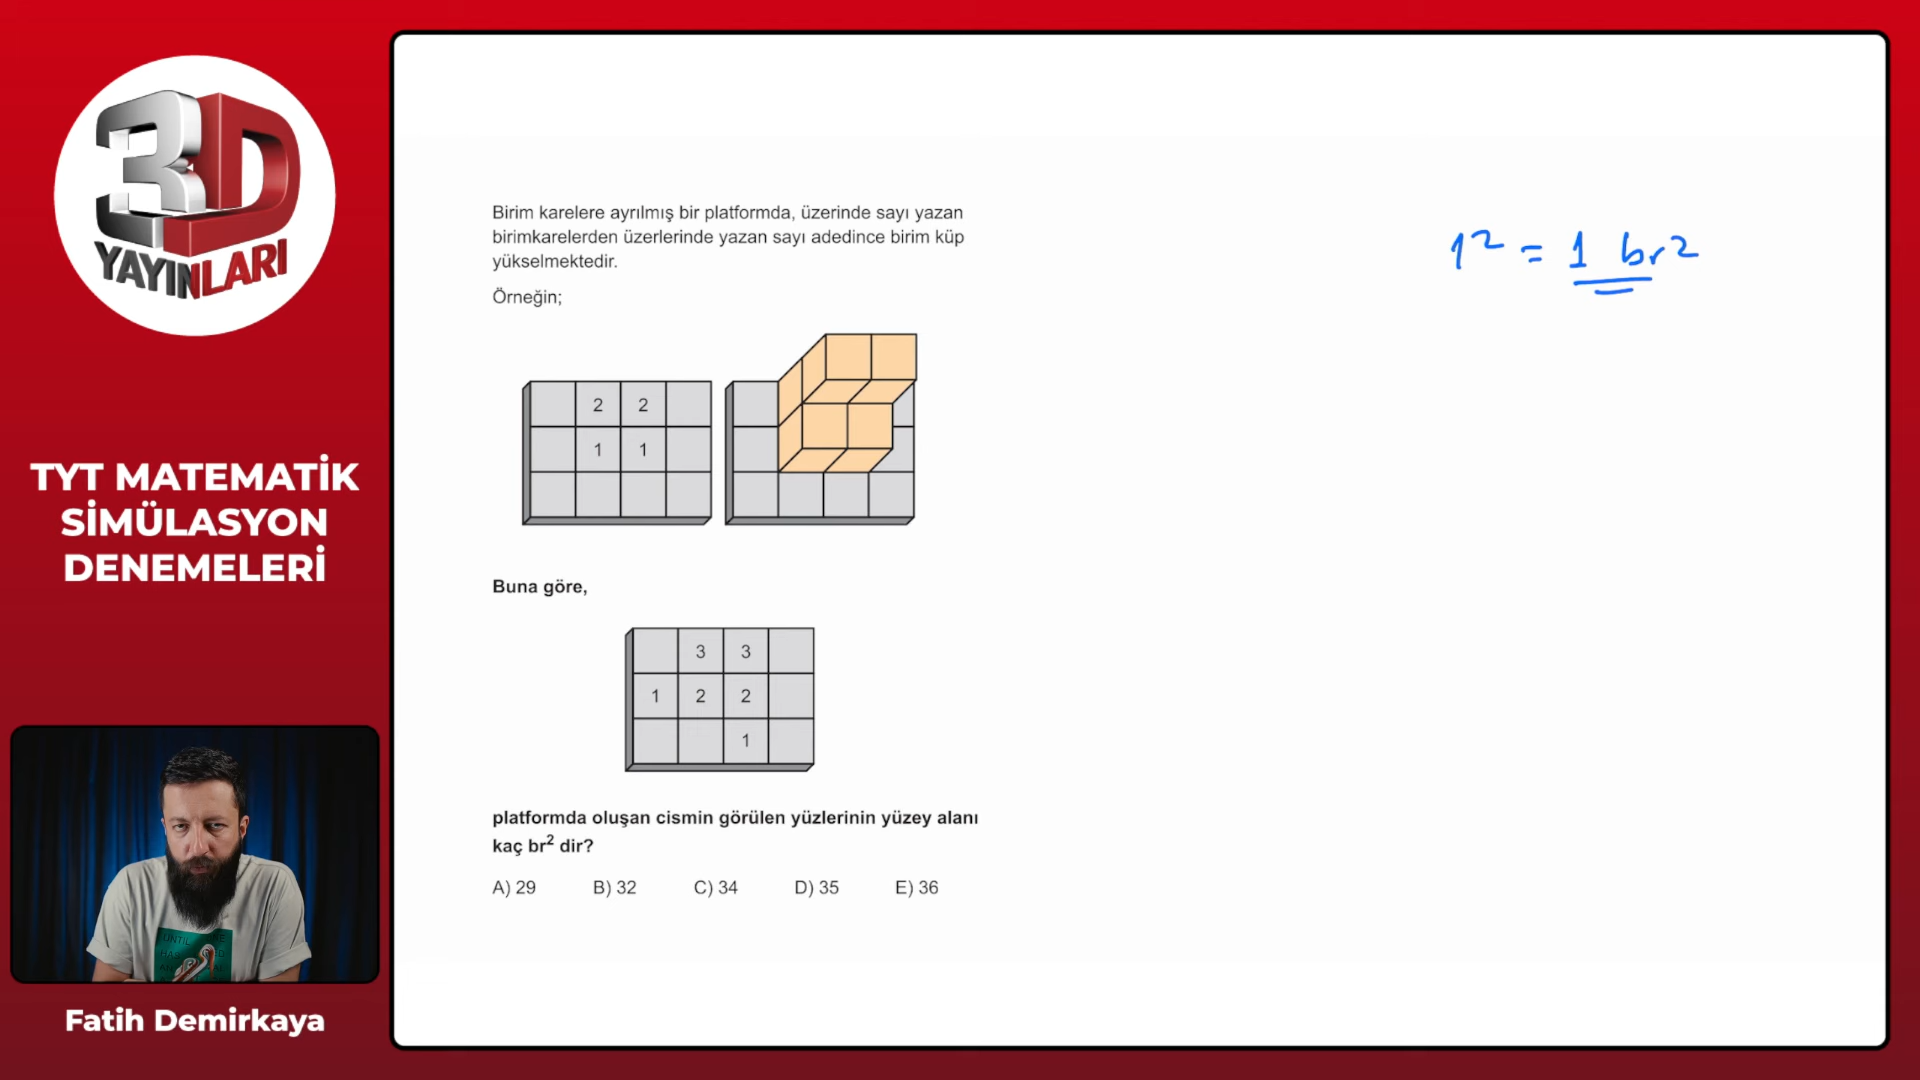 3D
YAYINLARI
TYT MATEMATİK
SİMÜLASYON
DENEMELERİ
Fatih Demirkaya
Birim karelere ayrılmış bir platformda, üzerinde sayı yazan
birimkarelerden üzerlerinde yazan sayı adedince birim küp
yükselmektedir.
Örneğin;
2 2
1 1
Buna göre,
3 3
1 2 2
1
platformda oluşan cismin görülen yüzlerinin yüzey alanı
kaç br² dir?
A) 29 B) 32 C) 34 D) 35 E) 36
1² = 1 br2